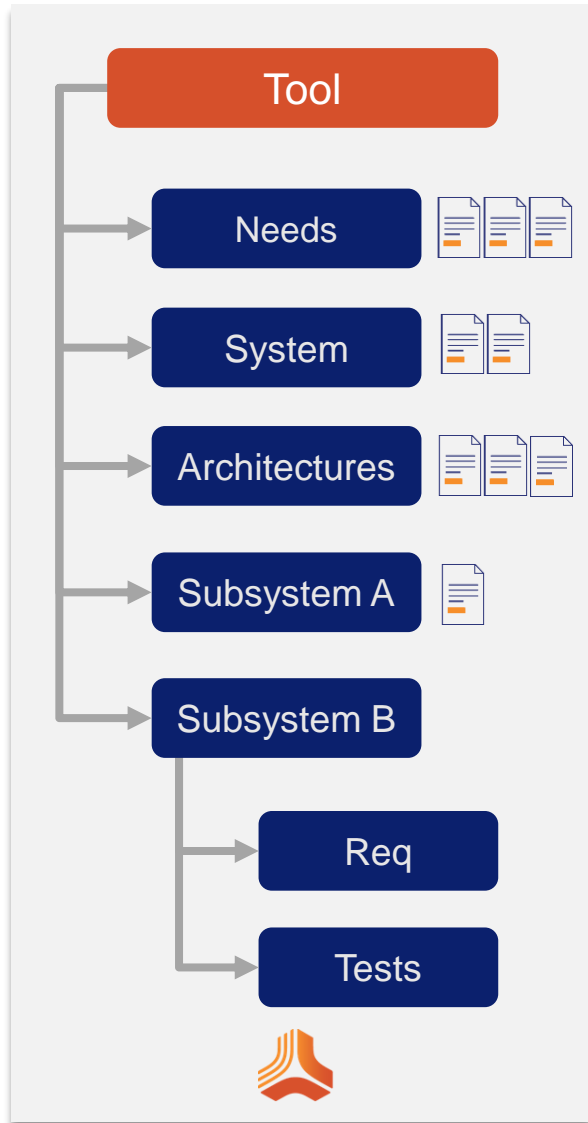 Tool
Needs
System
Architectures
Subsystem A
Subsystem B
Req
Tests